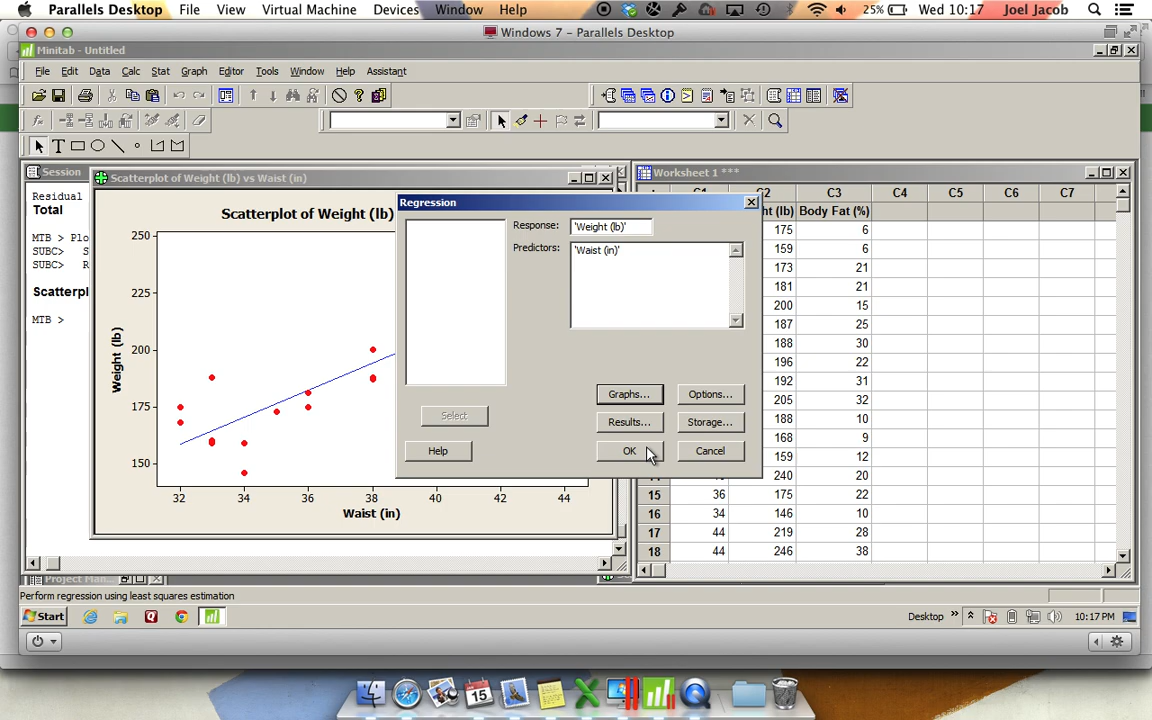 Parallels Desktop File View Virtual Machine Devices Window Help 25% Wed 10:17 Joel Jacob
Windows 7 - Parallels Desktop
Minitab - Untitled
File Edit Data Calc Stat Graph Editor Tools Window Help Assistant
Session
Residual
Total
MTB > Plo
SUBC> S
SUBC> R
Scatterpl
MTB >
Scatterplot of Weight (lb) vs Waist (in)
Scatterplot of Weight (lb)
250
225
200
175
150
Weight (lb)
32 34 36 38 40 42 44
Waist (in)
Regression
Response: 'Weight (lb)'
Predictors: 'Waist (in)'
Graphs... Options...
Select Results... Storage...
Help OK Cancel
Worksheet 1 ***
C1 C2 C3 C4 C5 C6 C7
t (lb) Body Fat (%)
175 6
159 6
173 21
181 21
200 15
187 25
188 30
196 22
192 31
205 32
188 10
168 9
159 12
240 20
15 36 175 22
16 34 146 10
17 44 219 28
18 44 246 38
Project Man...
Perform regression using least squares estimation
Start Desktop » 10:17 PM
JAN
15